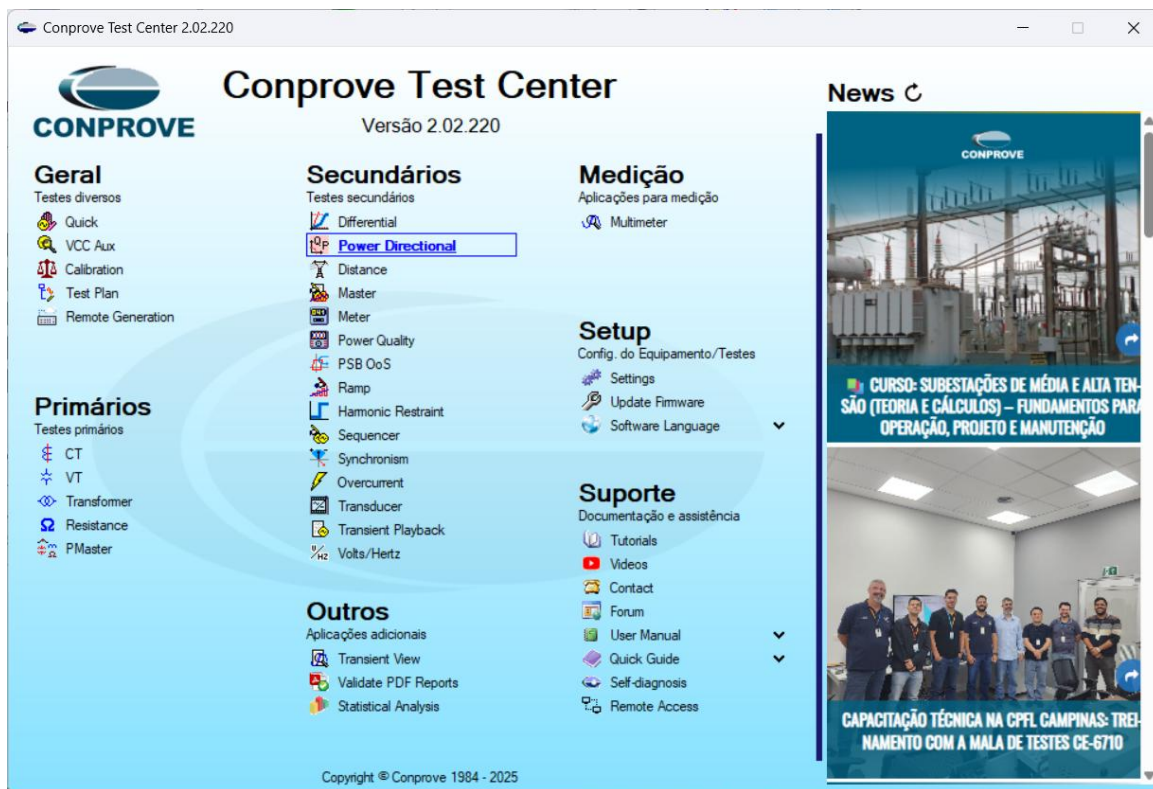 Conprove Test Center 2.02.220
CONPROVE
Conprove Test Center
Versão 2.02.220
Geral
Testes diversos
Quick
VCC Aux
Calibration
Test Plan
Remote Generation
Primários
Testes primários
CT
VT
Transformer
Resistance
PMaster
Secundários
Testes secundários
Differential
Power Directional
Distance
Master
Meter
Power Quality
PSB OoS
Ramp
Harmonic Restraint
Sequencer
Synchronism
Overcurrent
Transducer
Transient Playback
Volts/Hertz
Outros
Aplicações adicionais
Transient View
Validate PDF Reports
Statistical Analysis
Medição
Aplicações para medição
Multimeter
Setup
Config. do Equipamento/Testes
Settings
Update Firmware
Software Language
Suporte
Documentação e assistência
Tutorials
Videos
Contact
Forum
User Manual
Quick Guide
Self-diagnosis
Remote Access
Copyright © Conprove 1984 - 2025
News
CONPROVE
CURSO: SUBESTAÇÕES DE MÉDIA E ALTA TEN-
SÃO (TEORIA E CÁLCULOS) – FUNDAMENTOS PARA
OPERAÇÃO, PROJETO E MANUTENÇÃO
CAPACITAÇÃO TÉCNICA NA CPFL CAMPINAS: TREI-
NAMENTO COM A MALA DE TESTES CE-6710